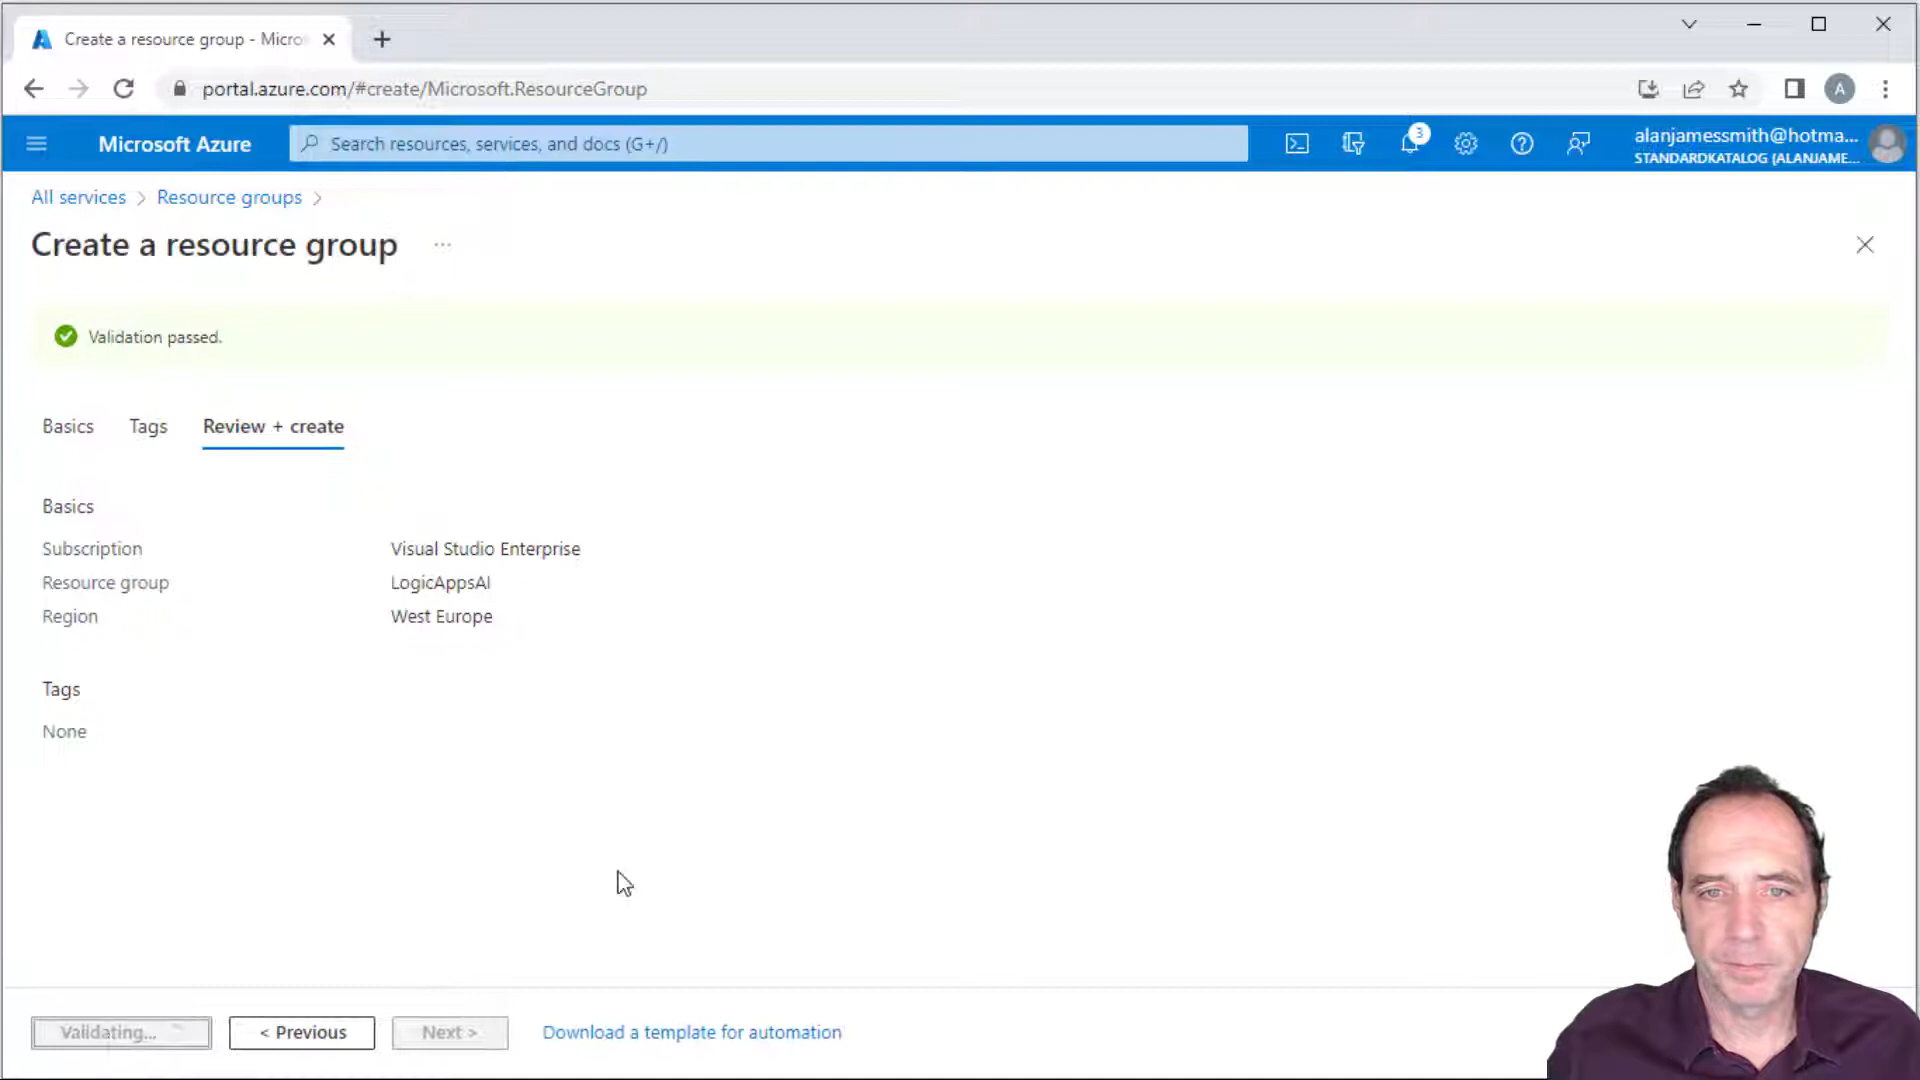 Create a resource group - Micro
portal.azure.com/#create/Microsoft.ResourceGroup
A
Microsoft Azure
Search resources, services, and docs (G+/)
3
alanjamessmith@hotma...
STANDARDKATALOG (ALANJAME...
All services > Resource groups >
Create a resource group ...
Validation passed.
Basics Tags Review + create
Basics
Subscription Visual Studio Enterprise
Resource group LogicAppsAI
Region West Europe
Tags
None
Validating...
< Previous
Next >
Download a template for automation